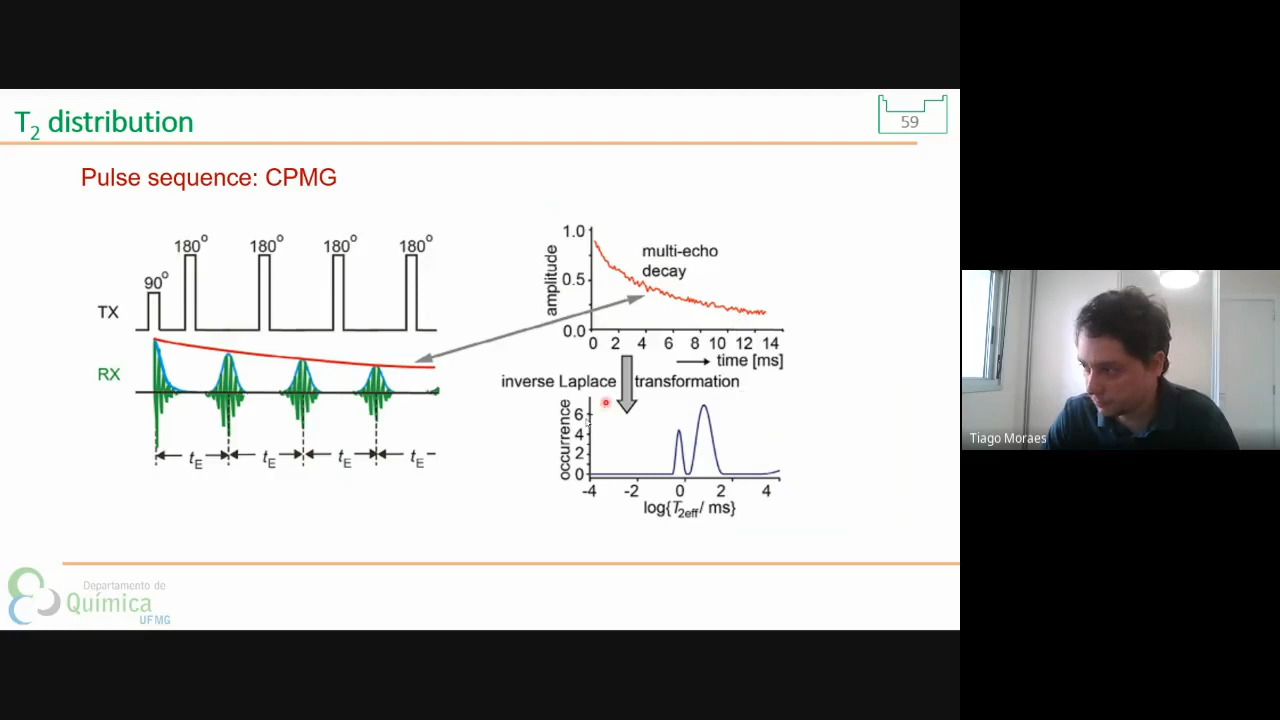 T2 distribution
59
Pulse sequence: CPMG
180°
180°
180°
180°
90°
TX
RX
tE
tE
tE
tE
1.0
0.5
0.0
amplitude
multi-echo
decay
0 2 4 6 8 10 12 14
time [ms]
inverse Laplace transformation
occurrence
6
4
2
0
-4 -2 0 2 4
log{T2eff/ ms}
Departamento de
Química
UFMG
Tiago Moraes